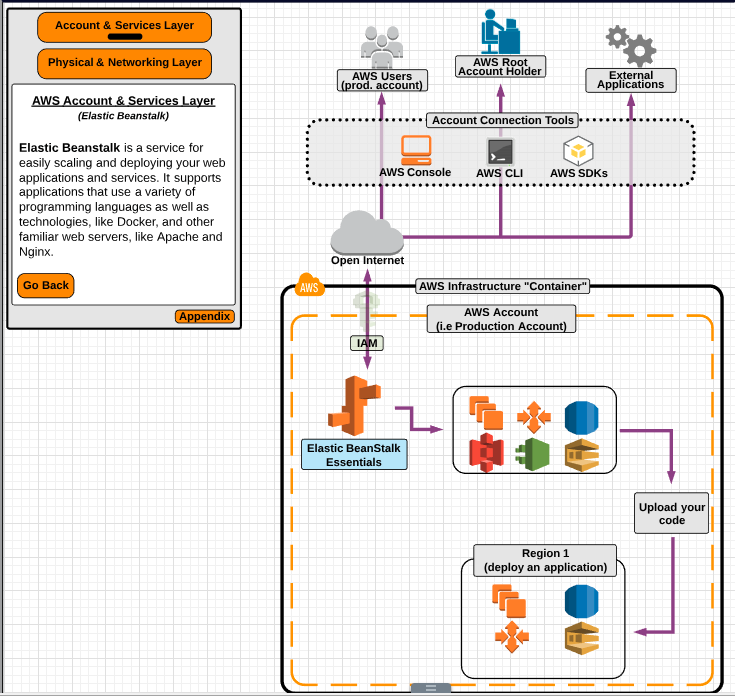 Account & Services Layer
Physical & Networking Layer
AWS Account & Services Layer
(Elastic Beanstalk)
Elastic Beanstalk is a service for
easily scaling and deploying your web
applications and services. It supports
applications that use a variety of
programming languages as well as
technologies, like Docker, and other
familiar web servers, like Apache and
Nginx.
Go Back
Appendix
AWS Users
(prod. account)
AWS Root
Account Holder
External
Applications
Account Connection Tools
AWS Console
AWS CLI
AWS SDKs
Open Internet
AWS
AWS Infrastructure "Container"
AWS Account
(i.e Production Account)
IAM
Elastic BeanStalk
Essentials
Upload your
code
Region 1
(deploy an application)